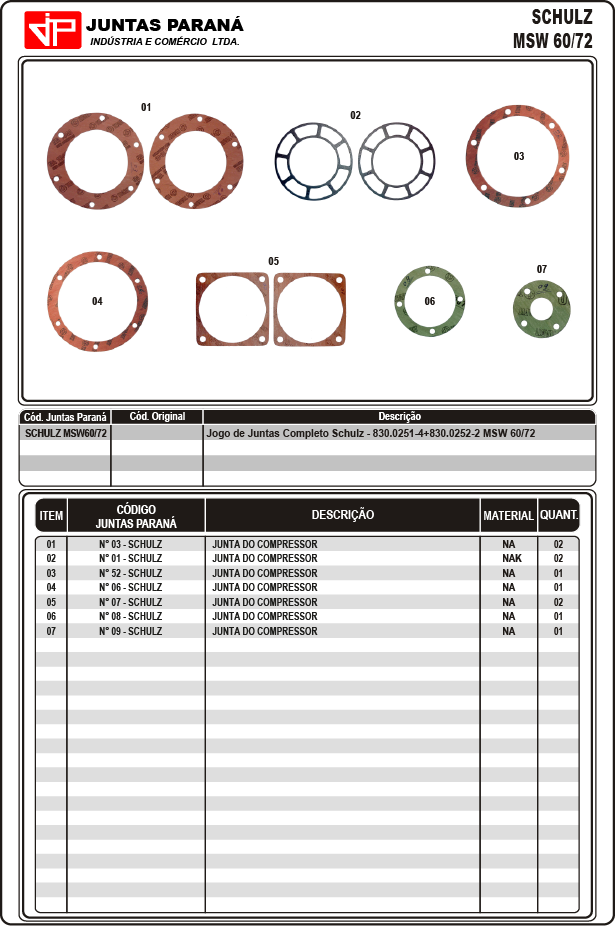 JP
JUNTAS PARANÁ
INDÚSTRIA E COMÉRCIO LTDA.
SCHULZ
MSW 60/72
01
02
03
04
05
06
07
Cód. Juntas Paraná Cód. Original Descrição
SCHULZ MSW60/72 Jogo de Juntas Completo Schulz - 830.0251-4+830.0252-2 MSW 60/72
ITEM CÓDIGO JUNTAS PARANÁ DESCRIÇÃO MATERIAL QUANT.
01 N° 03 - SCHULZ JUNTA DO COMPRESSOR NA 02
02 N° 01 - SCHULZ JUNTA DO COMPRESSOR NAK 02
03 N° 52 - SCHULZ JUNTA DO COMPRESSOR NA 01
04 N° 06 - SCHULZ JUNTA DO COMPRESSOR NA 01
05 N° 07 - SCHULZ JUNTA DO COMPRESSOR NA 02
06 N° 08 - SCHULZ JUNTA DO COMPRESSOR NA 01
07 N° 09 - SCHULZ JUNTA DO COMPRESSOR NA 01